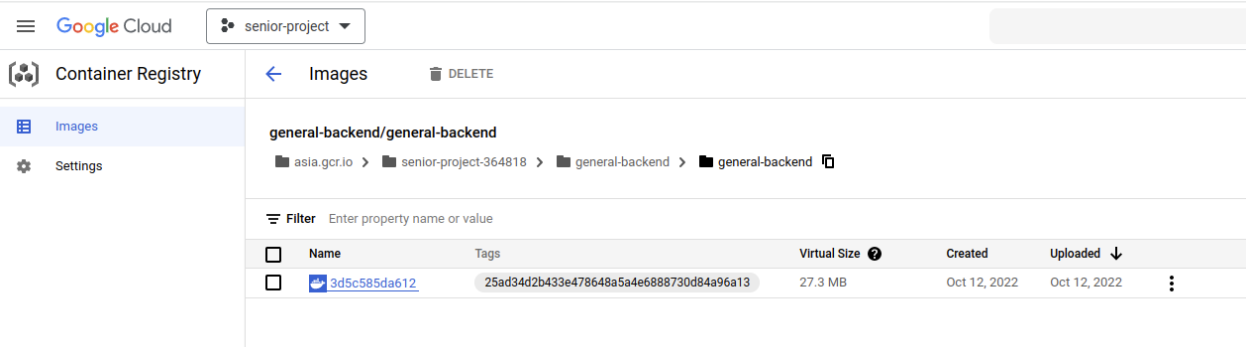 Google Cloud senior-project
Container Registry Images DELETE
Images
Settings
general-backend/general-backend
asia.gcr.io > senior-project-364818 > general-backend > general-backend
Filter Enter property name or value
Name Tags Virtual Size ? Created Uploaded
3d5c585da612 25ad34d2b433e478648a5a4e6888730d84a96a13 27.3 MB Oct 12, 2022 Oct 12, 2022